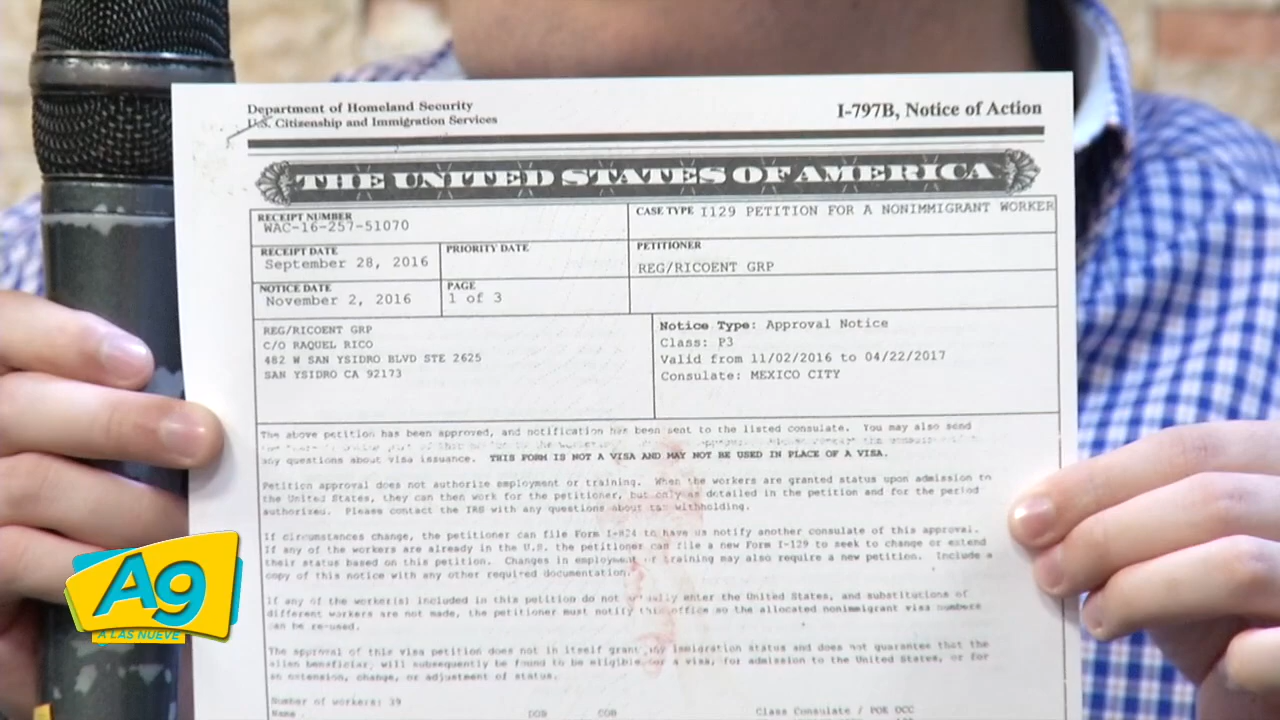 Department of Homeland Security
U.S. Citizenship and Immigration Services
I-797B, Notice of Action
THE UNITED STATES OF AMERICA
RECEIPT NUMBER
WAC-16-257-51070
CASE TYPE I129 PETITION FOR A NONIMMIGRANT WORKER
RECEIPT DATE
September 28, 2016
PRIORITY DATE
PETITIONER
REG/RICOENT GRP
NOTICE DATE
November 2, 2016
PAGE
1 of 3
REG/RICOENT GRP
C/O RAQUEL RICO
482 W SAN YSIDRO BLVD STE 2625
SAN YSIDRO CA 92173
Notice Type: Approval Notice
Class: P3
Valid from 11/02/2016 to 04/22/2017
Consulate: MEXICO CITY
The above petition has been approved, and notification has been sent to the listed consulate. You may also send
any questions about visa issuance. THIS FORM IS NOT A VISA AND MAY NOT BE USED IN PLACE OF A VISA.
Petition approval does not authorize employment or training. When the workers are granted status upon admission to
the United States, they can then work for the petitioner, but only as detailed in the petition and for the period
authorized. Please contact the IRS with any questions about tax withholding.
If circumstances change, the petitioner can file Form I-824 to have us notify another consulate of this approval.
If any of the workers are already in the U.S. the petitioner can file a new Form I-129 to seek to change or extend
their status based on this petition. Changes in employment or training may also require a new petition. Include a
copy of this notice with any other required documentation.
If any of the worker(s) included in this petition do not actually enter the United States, and substitutions of
different workers are not made, the petitioner must notify this office so the allocated nonimmigrant visa numbers
can be re-used.
The approval of this visa petition does not in itself grant any immigration status and does not guarantee that the
alien beneficiary will subsequently be found to be eligible for a visa, for admission to the United States, or for
an extension, change, or adjustment of status.
Number of workers: 39
Name DOB COB Class Consulate / POE OCC
A9
A LAS NUEVE